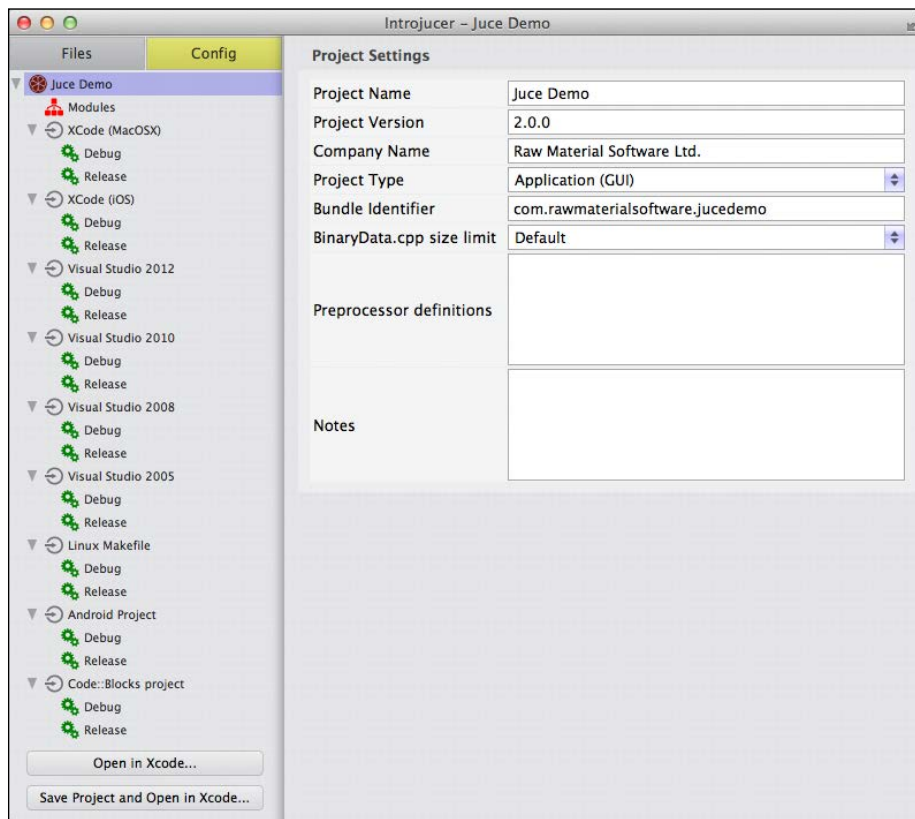 Introjucer – Juce Demo
Files
Config
Juce Demo
Modules
XCode (MacOSX)
Debug
Release
XCode (iOS)
Debug
Release
Visual Studio 2012
Debug
Release
Visual Studio 2010
Debug
Release
Visual Studio 2008
Debug
Release
Visual Studio 2005
Debug
Release
Linux Makefile
Debug
Release
Android Project
Debug
Release
Code::Blocks project
Debug
Release
Open in Xcode...
Save Project and Open in Xcode...
Project Settings
Project Name Juce Demo
Project Version 2.0.0
Company Name Raw Material Software Ltd.
Project Type Application (GUI)
Bundle Identifier com.rawmaterialsoftware.jucedemo
BinaryData.cpp size limit Default
Preprocessor definitions
Notes